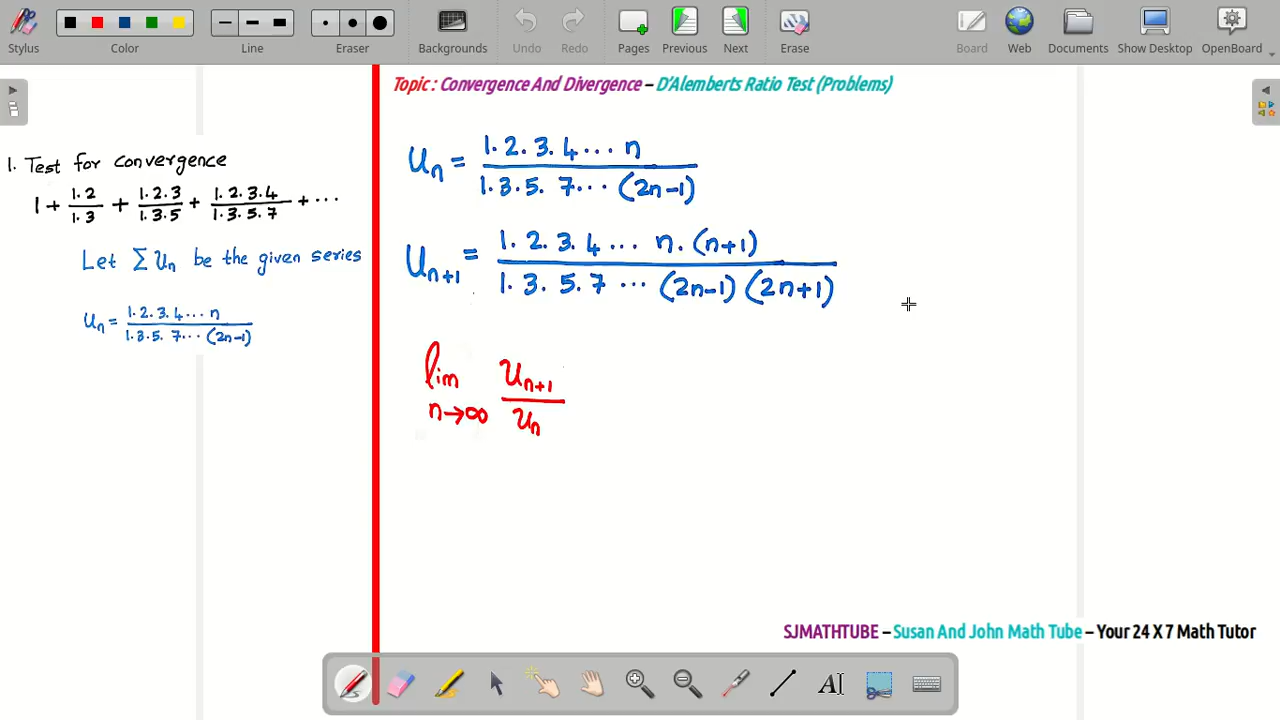 Stylus Color Line Eraser Backgrounds Undo Redo Pages Previous Next Erase Board Web Documents Show Desktop OpenBoard
Topic : Convergence And Divergence – D'Alemberts Ratio Test (Problems)
1. Test for convergence
1 + 1.2/1.3 + 1.2.3/1.3.5 + 1.2.3.4/1.3.5.7 + ...
Let Σ Un be the given series
Un = 1.2.3.4...n
1.3.5.7...(2n-1)
Un = 1.2.3.4...n
1.3.5.7...(2n-1)
Un+1 = 1.2.3.4...n.(n+1)
1.3.5.7...(2n-1)(2n+1)
lim Un+1
n→∞ Un
SJMATHTUBE – Susan And John Math Tube – Your 24 X 7 Math Tutor
AI